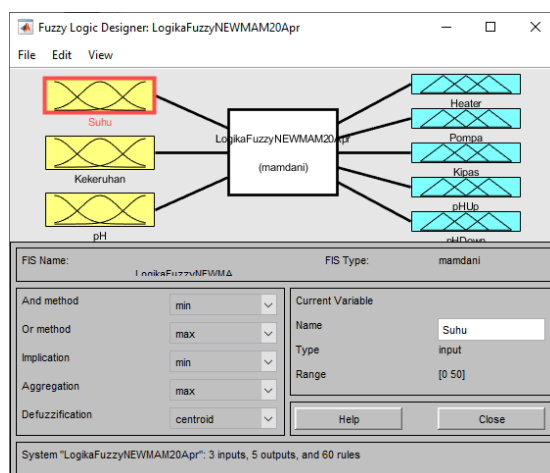 Fuzzy Logic Designer: LogikaFuzzyNEWMAM20Apr
File Edit View
Suhu
Kekeruhan
pH
LogikaFuzzyNEWMAM20Apr
(mamdani)
Heater
Pompa
Kipas
pHUp
pHDown
FIS Name:
LogikaFuzzyNEWMA
FIS Type:
mamdani
And method
min
Or method
max
Implication
min
Aggregation
max
Defuzzification
centroid
Current Variable
Name
Suhu
Type
input
Range
[0 50]
Help
Close
System "LogikaFuzzyNEWMAM20Apr": 3 inputs, 5 outputs, and 60 rules